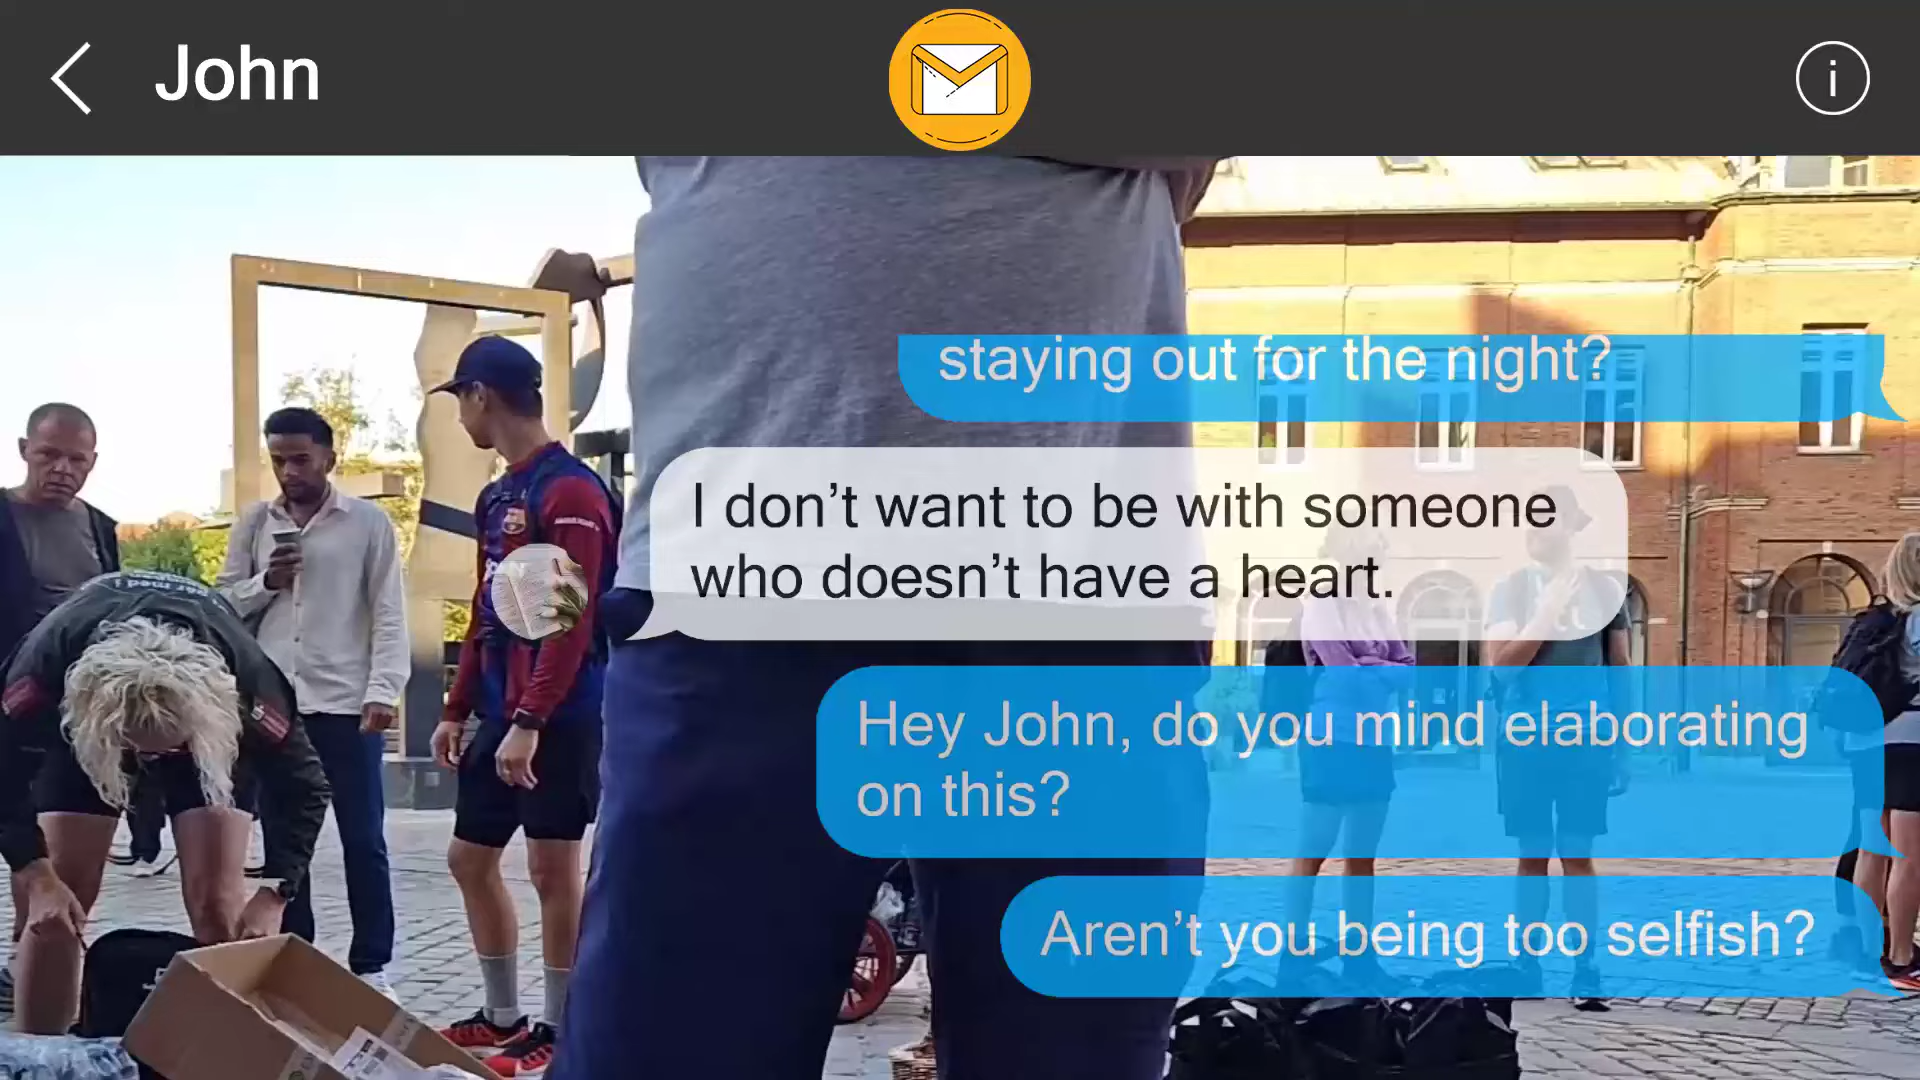 John
staying out for the night?
I don’t want to be with someone
who doesn’t have a heart.
Hey John, do you mind elaborating
on this?
Aren’t you being too selfish?